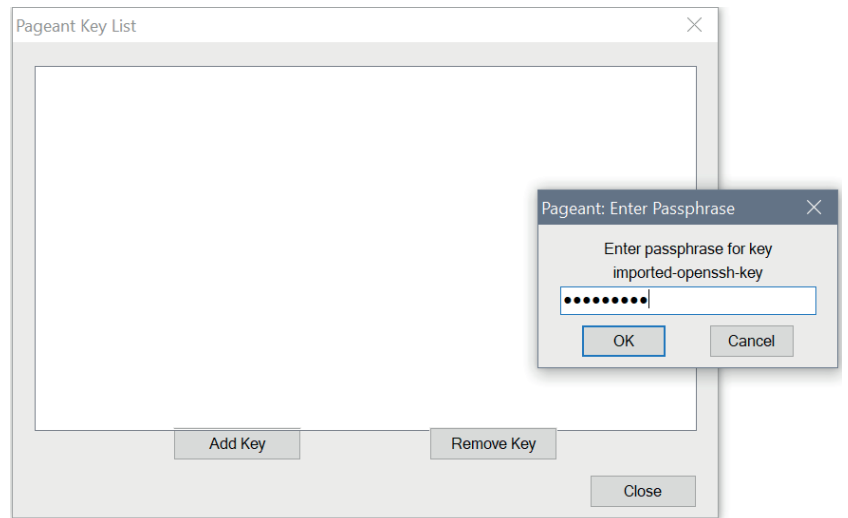 Pageant Key List
Pageant: Enter Passphrase
Enter passphrase for key
imported-openssh-key
●●●●●●●●●
OK
Cancel
Add Key
Remove Key
Close